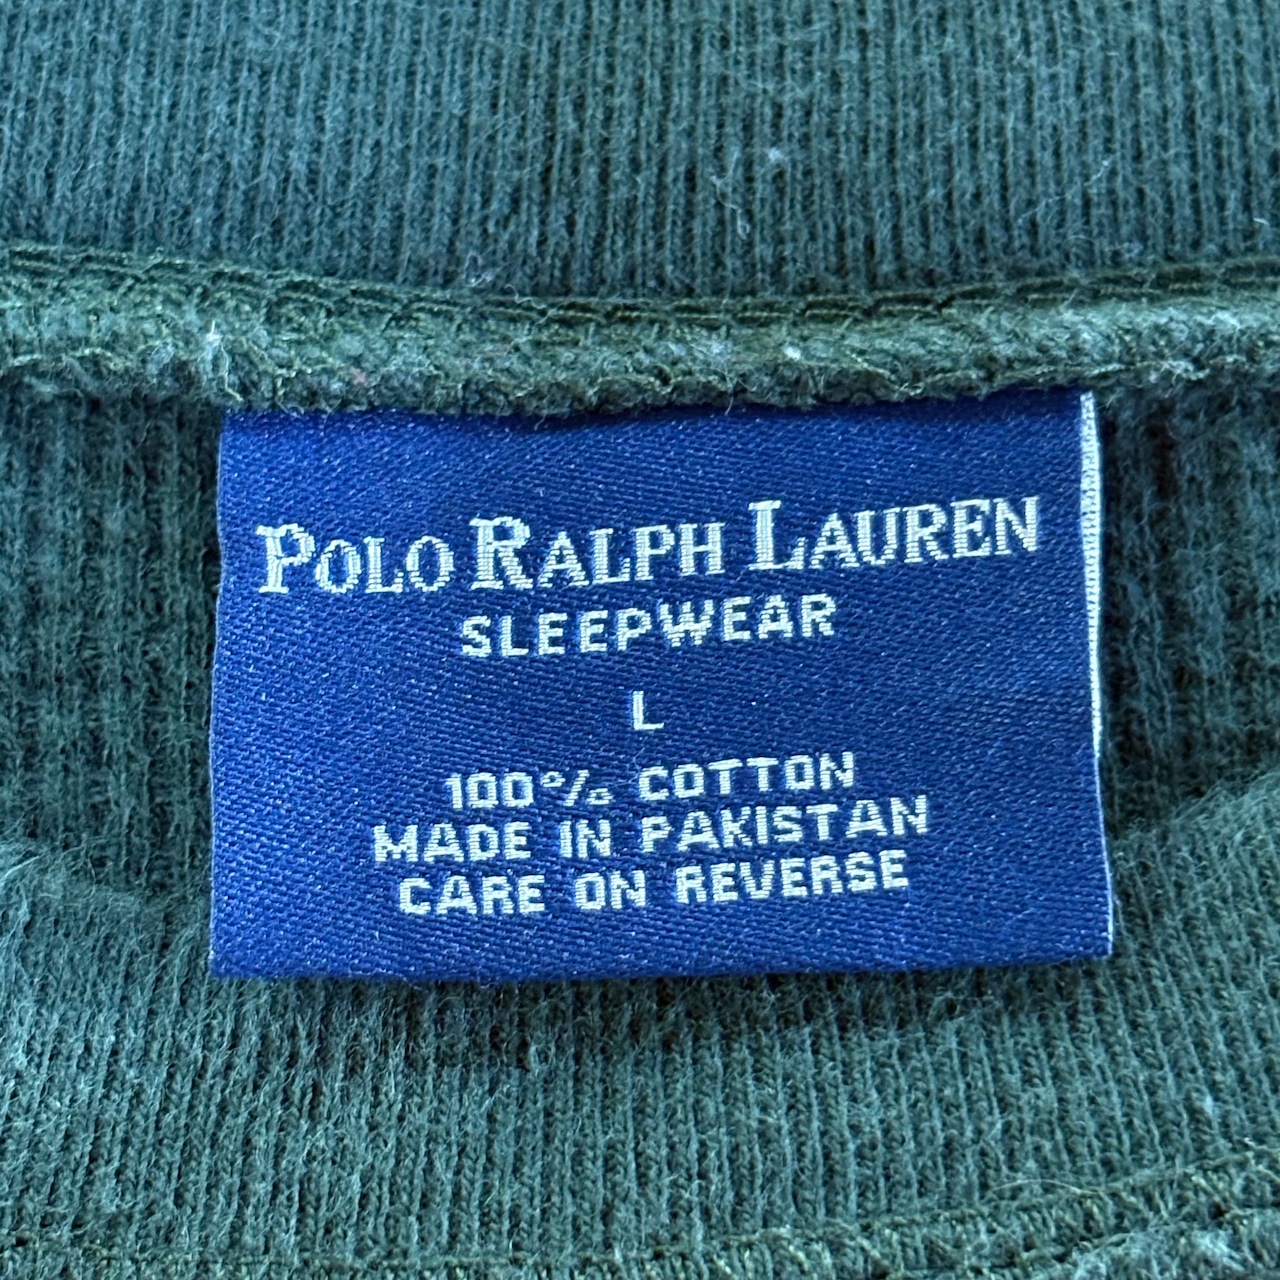 POLO RALPH LAUREN
SLEEPWEAR
L
100% COTTON
MADE IN PAKISTAN
CARE ON REVERSE